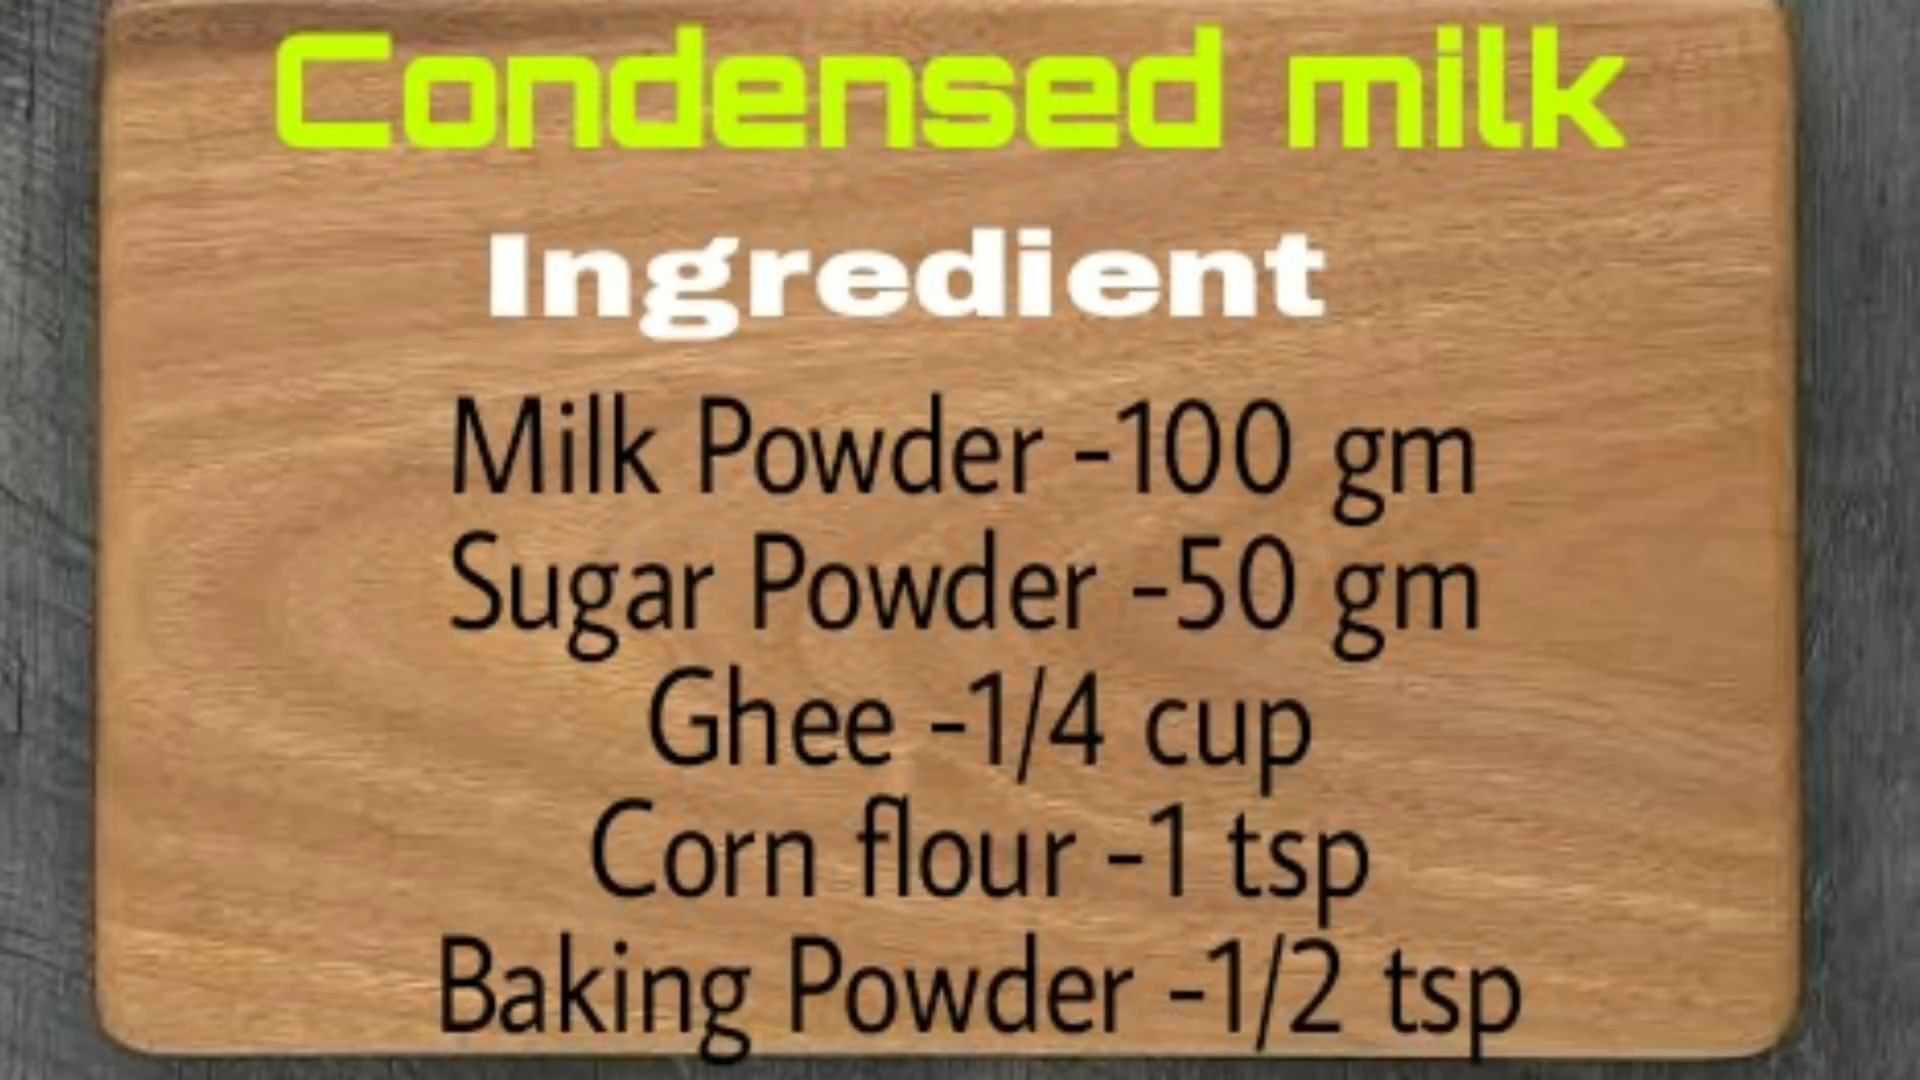 Condensed milk
Ingredient
Milk Powder -100 gm
Sugar Powder -50 gm
Ghee -1/4 cup
Corn flour -1 tsp
Baking Powder -1/2 tsp